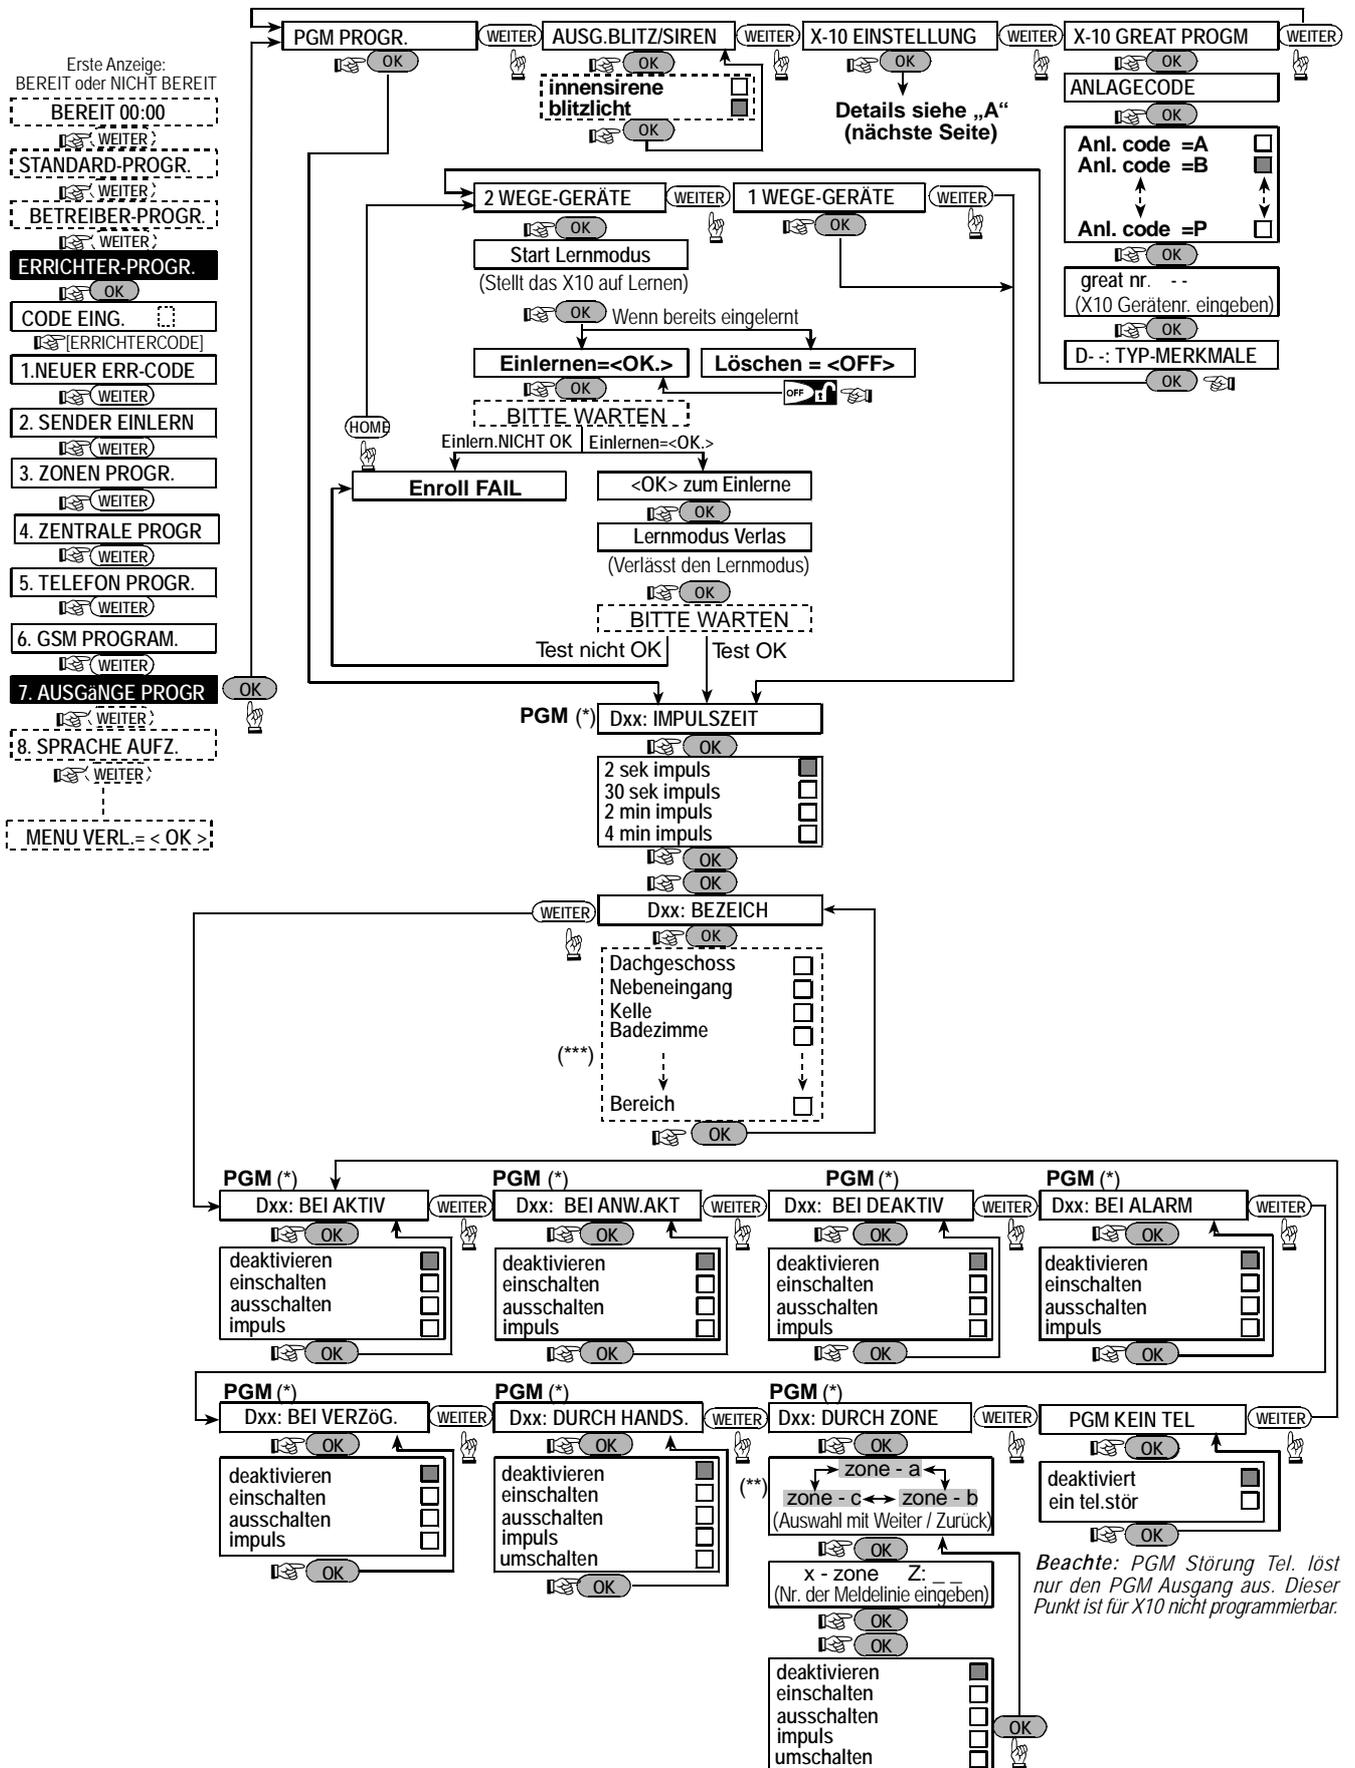 PGM PROGR. WEITER AUSG.BLITZ/SIREN WEITER X-10 EINSTELLUNG WEITER X-10 GREAT PROGM WEITER
OK OK OK OK
Erste Anzeige:
BEREIT oder NICHT BEREIT
BEREIT 00:00
WEITER
STANDARD-PROGR.
WEITER
BETREIBER-PROGR.
WEITER
ERRICHTER-PROGR.
OK
CODE EING.
[ERRICHTERCODE]
1.NEUER ERR-CODE
WEITER
2. SENDER EINLERN
WEITER
3. ZONEN PROGR.
WEITER
4. ZENTRALE PROGR
WEITER
5. TELEFON PROGR.
WEITER
6. GSM PROGRAM.
WEITER
7. AUSGäNGE PROGR OK
WEITER
8. SPRACHE AUFZ.
WEITER
MENU VERL.= < OK >
innensirene
blitzlicht
OK
Details siehe „A“
(nächste Seite)
ANLAGECODE
OK
Anl. code =A
Anl. code =B
Anl. code =P
OK
great nr. - -
(X10 Gerätenr. eingeben)
OK
D- -: TYP-MERKMALE
OK
2 WEGE-GERÄTE WEITER 1 WEGE-GERÄTE WEITER
OK OK
Start Lernmodus
(Stellt das X10 auf Lernen)
OK Wenn bereits eingelernt
Einlernen=<OK.> Löschen = <OFF>
OK OFF
BITTE WARTEN
HOME
Einlern.NICHT OK Einlernen=<OK.>
Enroll FAIL <OK> zum Einlerne
OK
Lernmodus Verlas
(Verlässt den Lernmodus)
OK
BITTE WARTEN
Test nicht OK Test OK
PGM (*) Dxx: IMPULSZEIT
OK
2 sek impuls
30 sek impuls
2 min impuls
4 min impuls
OK
OK
WEITER Dxx: BEZEICH
OK
Dachgeschoss
Nebeneingang
Kelle
Badezimme
(***)
Bereich
OK
PGM (*) PGM (*) PGM (*) PGM (*)
Dxx: BEI AKTIV WEITER Dxx: BEI ANW.AKT WEITER Dxx: BEI DEAKTIV WEITER Dxx: BEI ALARM WEITER
OK OK OK OK
deaktivieren deaktivieren deaktivieren deaktivieren
einschalten einschalten einschalten einschalten
ausschalten ausschalten ausschalten ausschalten
impuls impuls impuls impuls
OK OK OK OK
PGM (*) PGM (*) PGM (*)
Dxx: BEI VERZöG. WEITER Dxx: DURCH HANDS. WEITER Dxx: DURCH ZONE WEITER PGM KEIN TEL WEITER
OK OK OK OK
deaktivieren
einschalten
ausschalten
impuls
OK
deaktivieren
einschalten
ausschalten
impuls
umschalten
OK
(**)
zone - a
zone - c zone - b
(Auswahl mit Weiter / Zurück)
OK
x - zone Z: _ _
(Nr. der Meldelinie eingeben)
OK
OK
deaktivieren
einschalten
ausschalten
impuls
umschalten
OK
deaktiviert
ein tel.stör
OK
Beachte: PGM Störung Tel. löst
nur den PGM Ausgang aus. Dieser
Punkt ist für X10 nicht programmierbar.